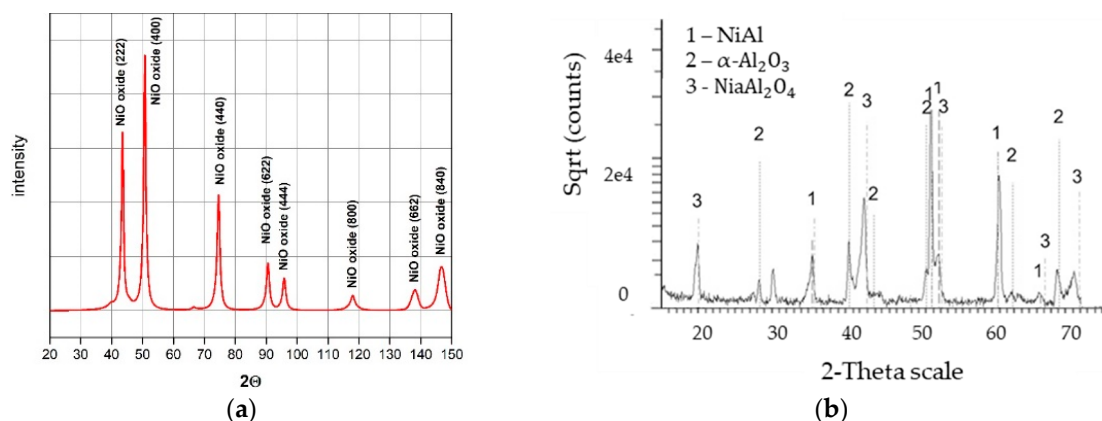 NiO oxide (222)
NiO oxide (400)
NiO oxide (440)
NiO oxide (622)
NiO oxide (444)
NiO oxide (800)
NiO oxide (662)
NiO oxide (840)
intensity
20 30 40 50 60 70 80 90 100 110 120 130 140 150
2Θ
(a)
1 – NiAl
2 – α-Al₂O₃
3 - NiaAl₂O₄
Sqrt (counts)
4e4
2e4
0
3 2 1 2 3 2 2 1 1 3 1 2 1 3 2 3
20 30 40 50 60 70
2-Theta scale
(b)